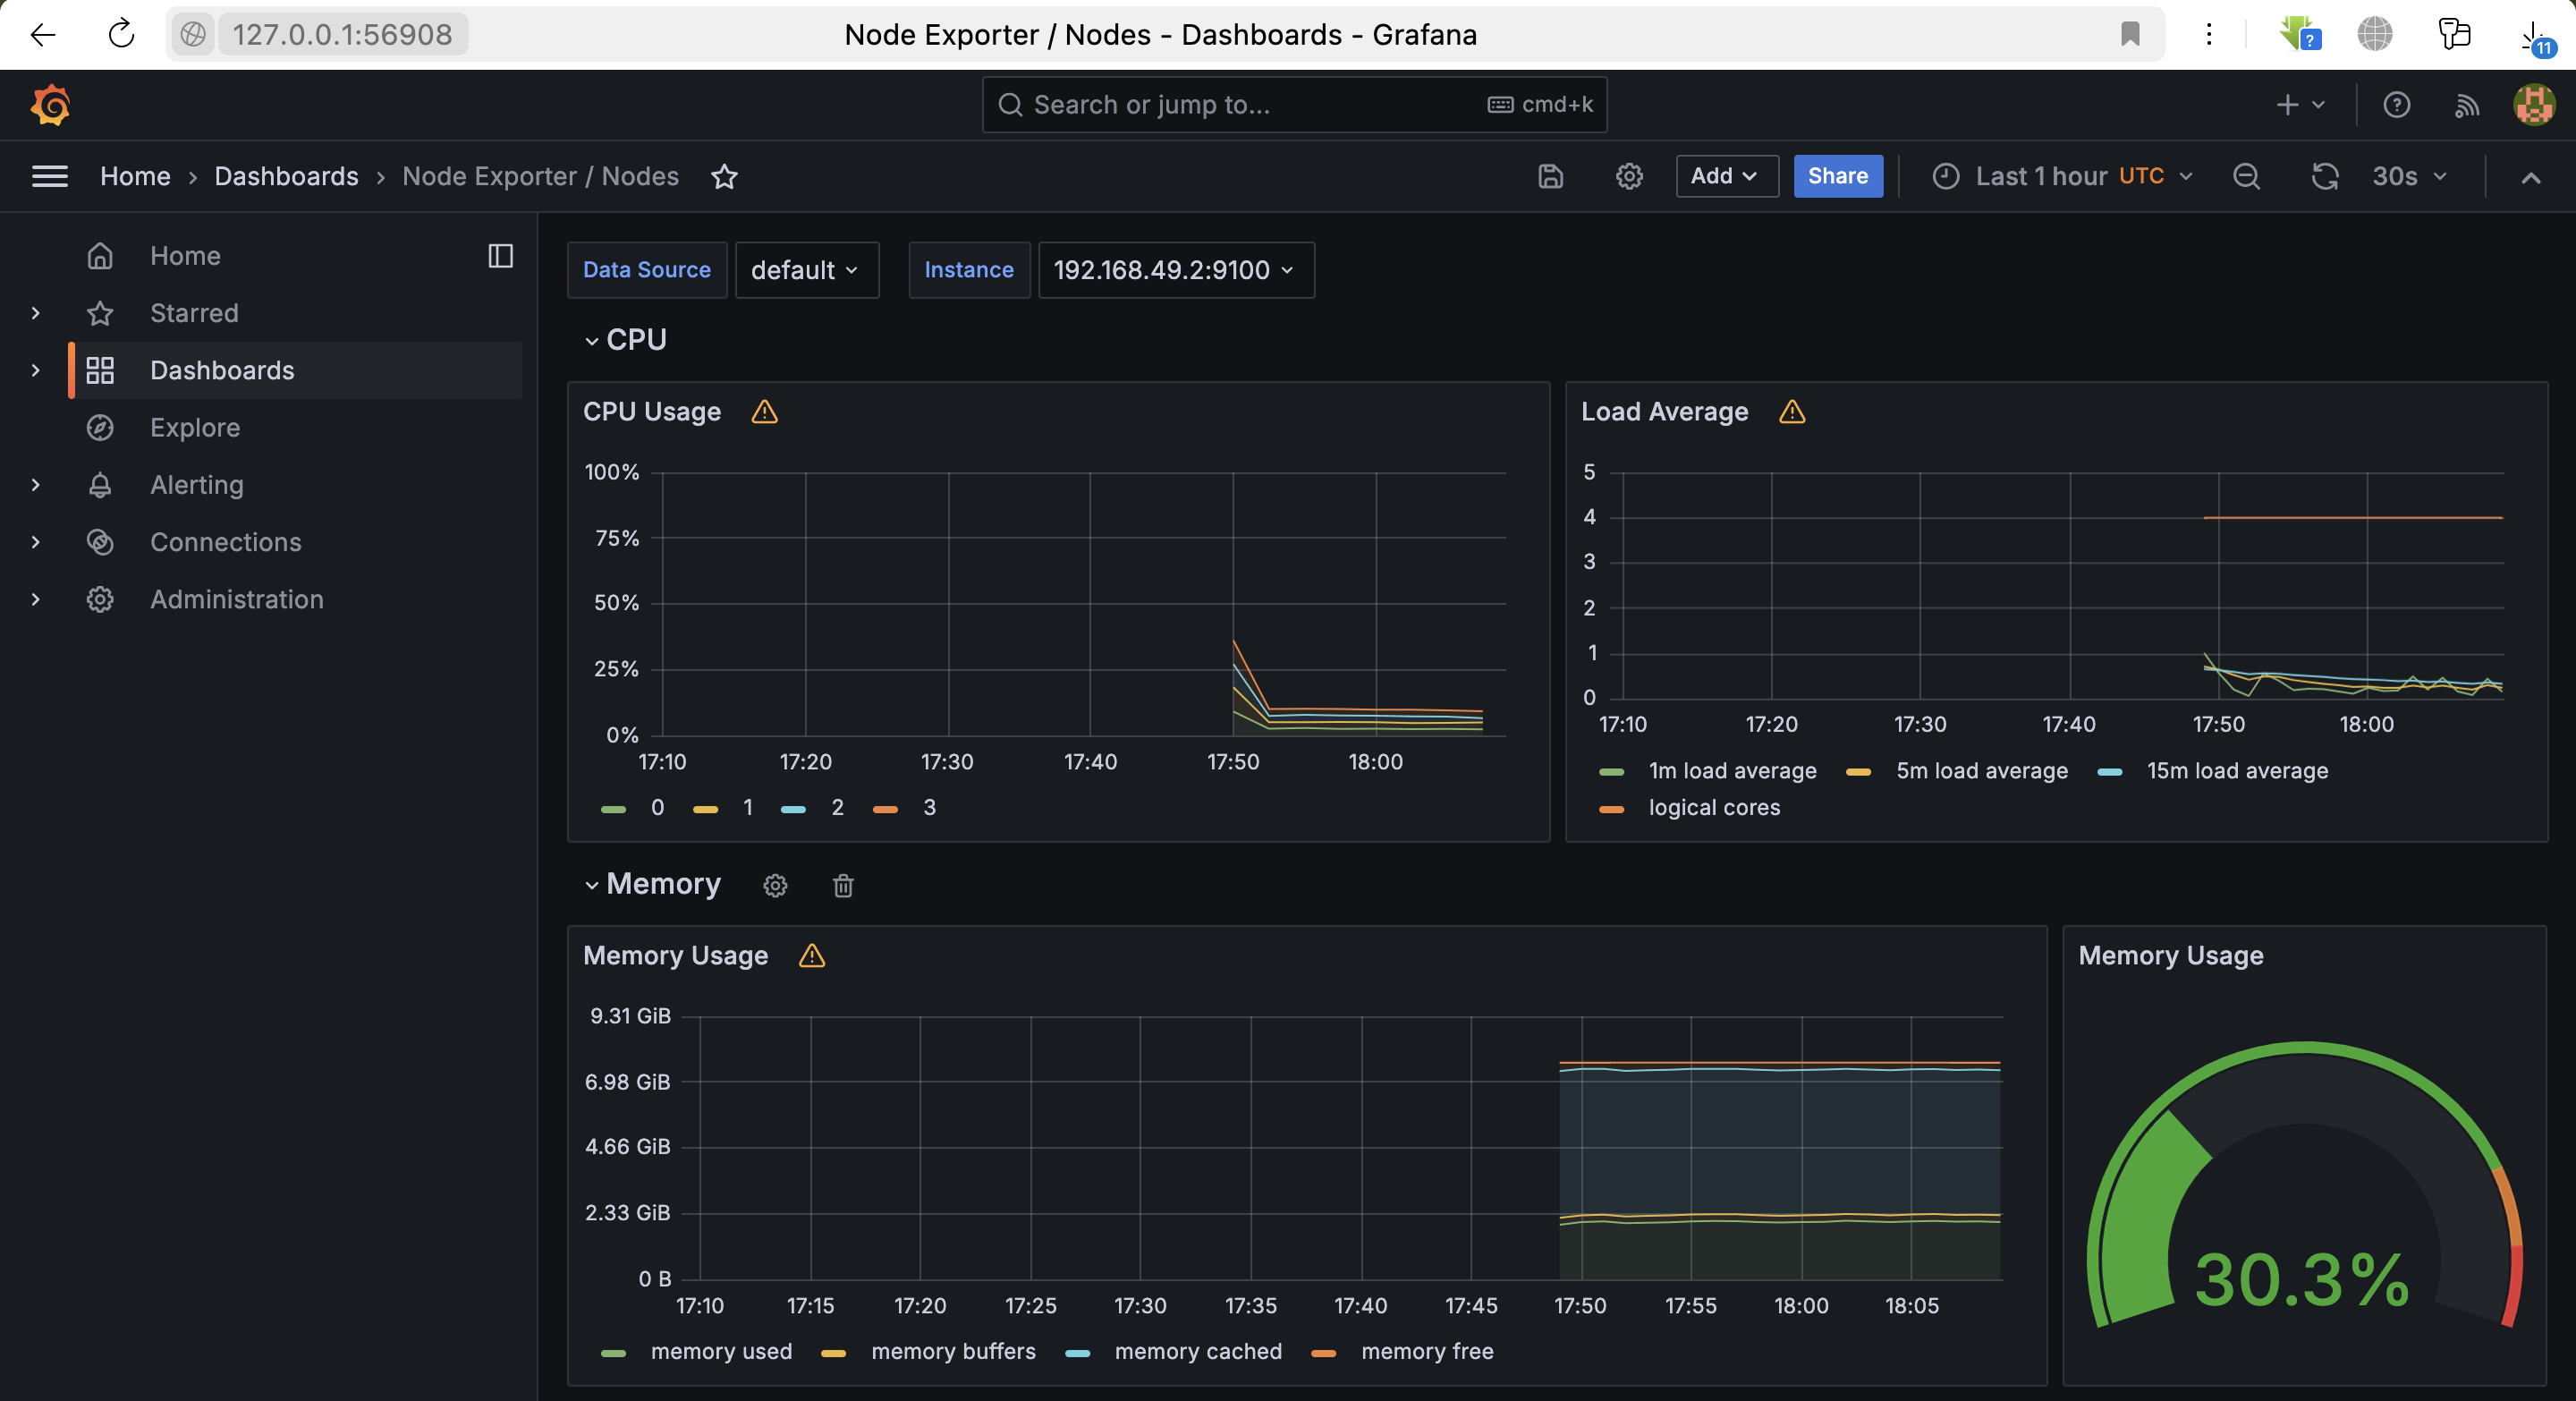 127.0.0.1:56908
Node Exporter / Nodes - Dashboards - Grafana
?
11
Search or jump to...
cmd+k
Home › Dashboards › Node Exporter / Nodes
Add
Share
Last 1 hour UTC
30s
Home
Starred
Dashboards
Explore
Alerting
Connections
Administration
Data Source
default
Instance
192.168.49.2:9100
CPU
CPU Usage
100%
75%
50%
25%
0%
17:10 17:20 17:30 17:40 17:50 18:00
0 1 2 3
Load Average
5
4
3
2
1
0
17:10 17:20 17:30 17:40 17:50 18:00
1m load average 5m load average 15m load average
logical cores
Memory
Memory Usage
9.31 GiB
6.98 GiB
4.66 GiB
2.33 GiB
0 B
17:10 17:15 17:20 17:25 17:30 17:35 17:40 17:45 17:50 17:55 18:00 18:05
memory used memory buffers memory cached memory free
Memory Usage
30.3%